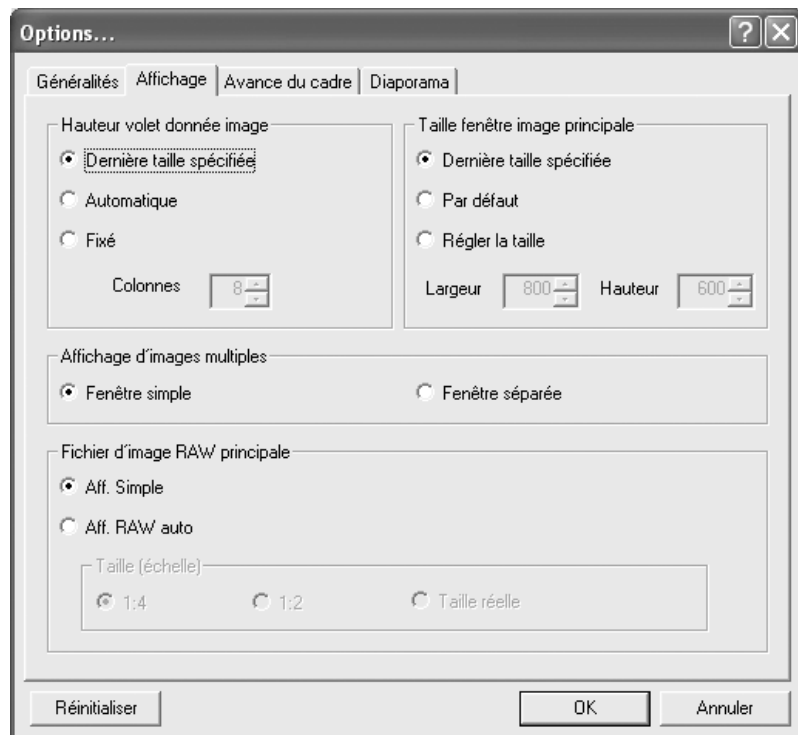 Options...
Généralités Affichage Avance du cadre Diaporama
Hauteur volet donnée image
Dernière taille spécifiée
Automatique
Fixé
Colonnes 8
Taille fenêtre image principale
Dernière taille spécifiée
Par défaut
Régler la taille
Largeur 800 Hauteur 600
Affichage d'images multiples
Fenêtre simple Fenêtre séparée
Fichier d'image RAW principale
Aff. Simple
Aff. RAW auto
Taille (échelle)
1:4 1:2 Taille réelle
Réinitialiser OK Annuler